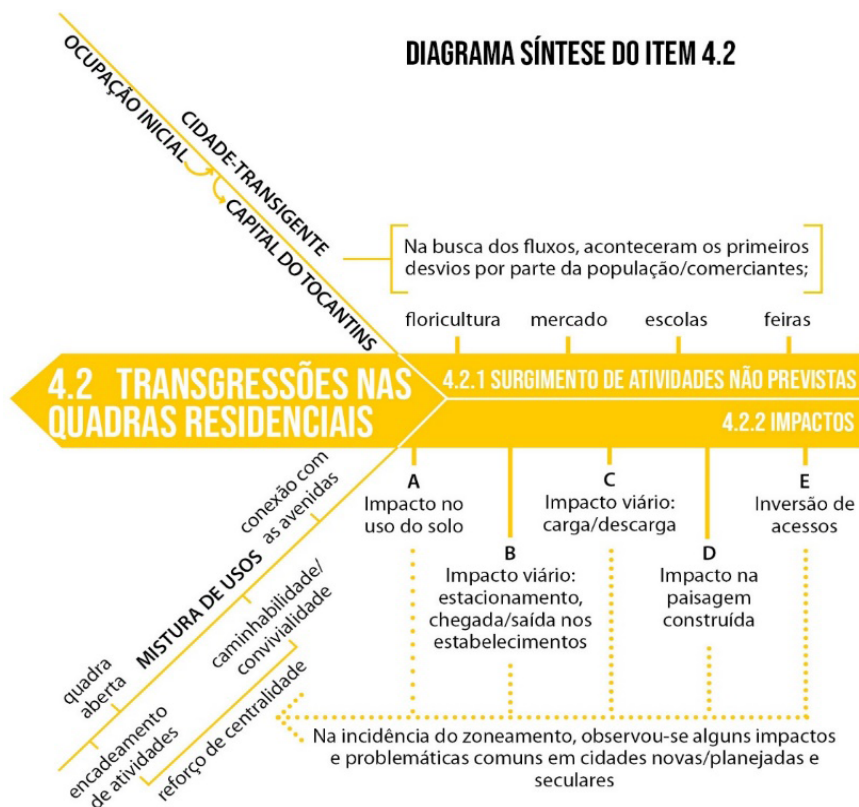 DIAGRAMA SÍNTESE DO ITEM 4.2
OCUPAÇÃO INICIAL
CIDADE-TRANSIGENTE
CAPITAL DO TOCANTINS
Na busca dos fluxos, aconteceram os primeiros
desvios por parte da população/comerciantes;
floricultura
mercado
escolas
feiras
4.2 TRANSGRESSÕES NAS
QUADRAS RESIDENCIAIS
4.2.1 SURGIMENTO DE ATIVIDADES NÃO PREVISTAS
4.2.2 IMPACTOS
conexão com
as avenidas
MISTURA DE USOS
caminhabilidade/
convivialidade
quadra
aberta
encadeamento
de atividades
reforço de centralidade
A
Impacto no
uso do solo
B
Impacto viário:
estacionamento,
chegada/saída nos
estabelecimentos
C
Impacto viário:
carga/descarga
D
Impacto na
paisagem
construída
E
Inversão de
acessos
Na incidência do zoneamento, observou-se alguns impactos
e problemáticas comuns em cidades novas/planejadas e
seculares